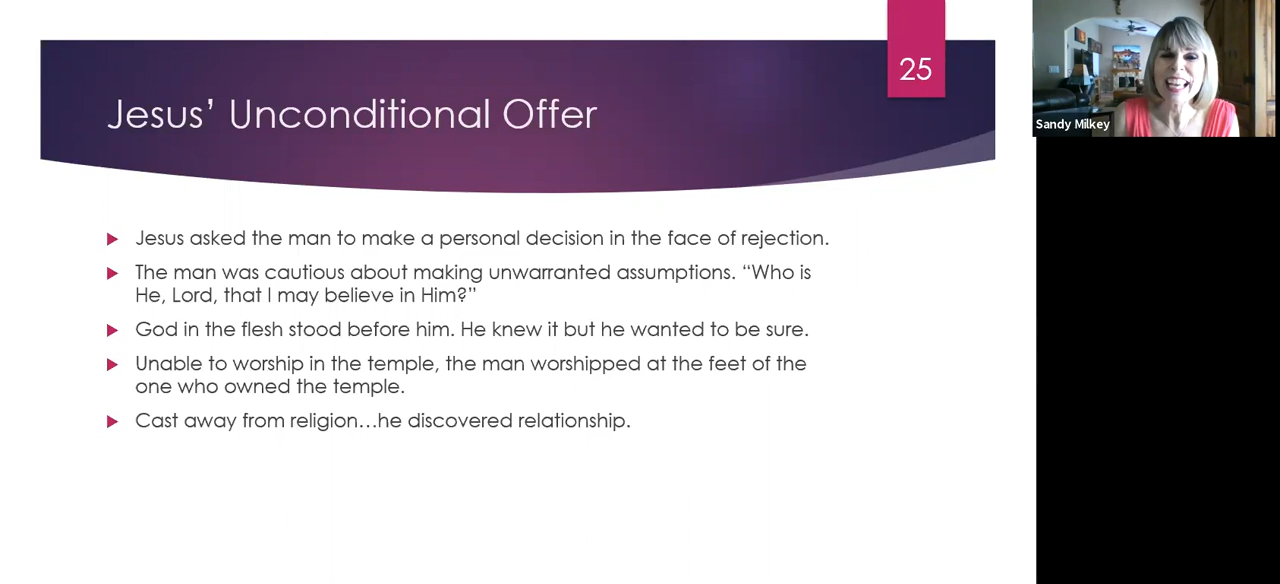 25
Jesus’ Unconditional Offer
Jesus asked the man to make a personal decision in the face of rejection.
The man was cautious about making unwarranted assumptions. “Who is
He, Lord, that I may believe in Him?”
God in the flesh stood before him. He knew it but he wanted to be sure.
Unable to worship in the temple, the man worshipped at the feet of the
one who owned the temple.
Cast away from religion…he discovered relationship.
Sandy Milkey